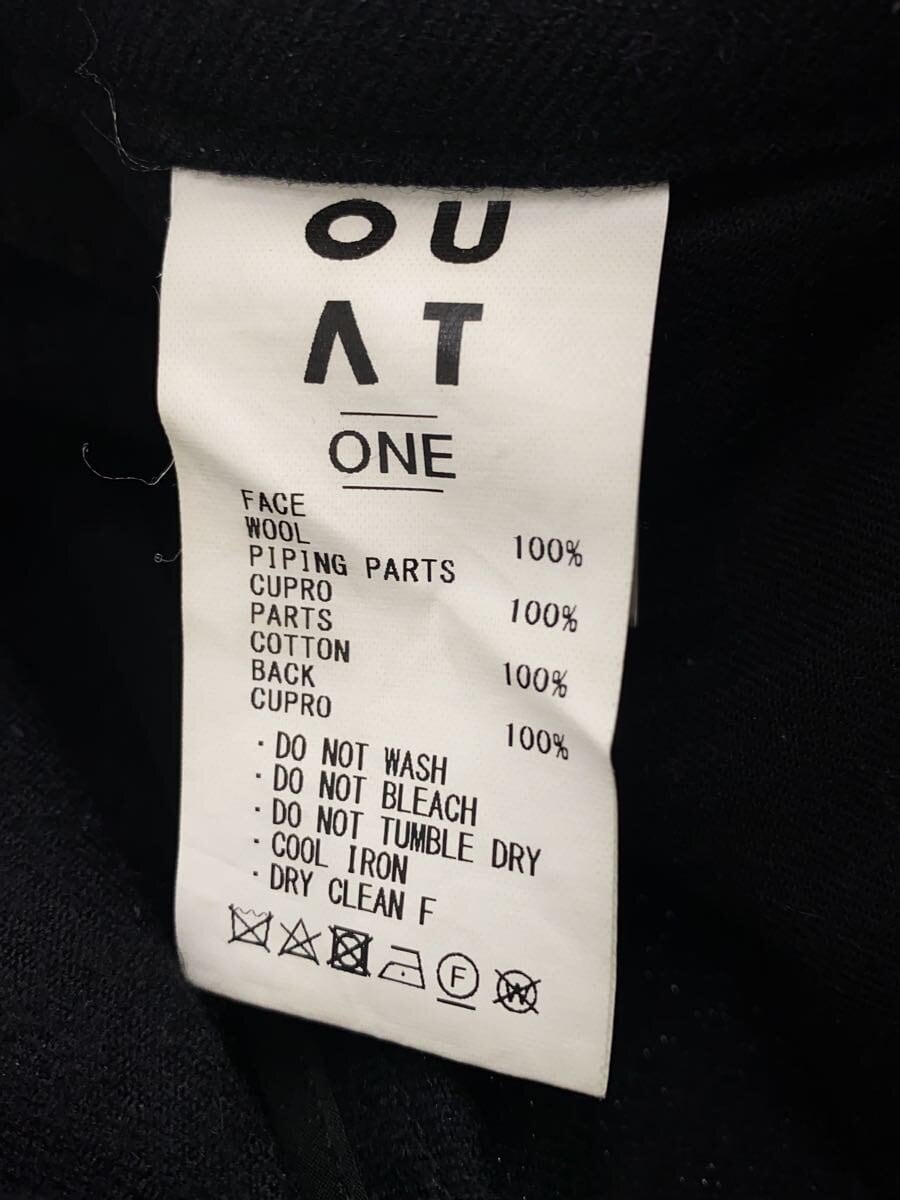 OU
AT
ONE
FACE
WOOL 100%
PIPING PARTS
CUPRO 100%
PARTS
COTTON 100%
BACK
CUPRO 100%
・DO NOT WASH
・DO NOT BLEACH
・DO NOT TUMBLE DRY
・COOL IRON
・DRY CLEAN F
F W